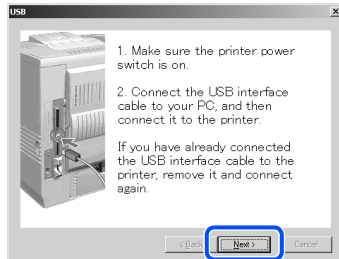 USB
1. Make sure the printer power
switch is on.
2. Connect the USB interface
cable to your PC, and then
connect it to the printer.
If you have already connected
the USB interface cable to the
printer, remove it and connect
again.
< Back Next > Cancel